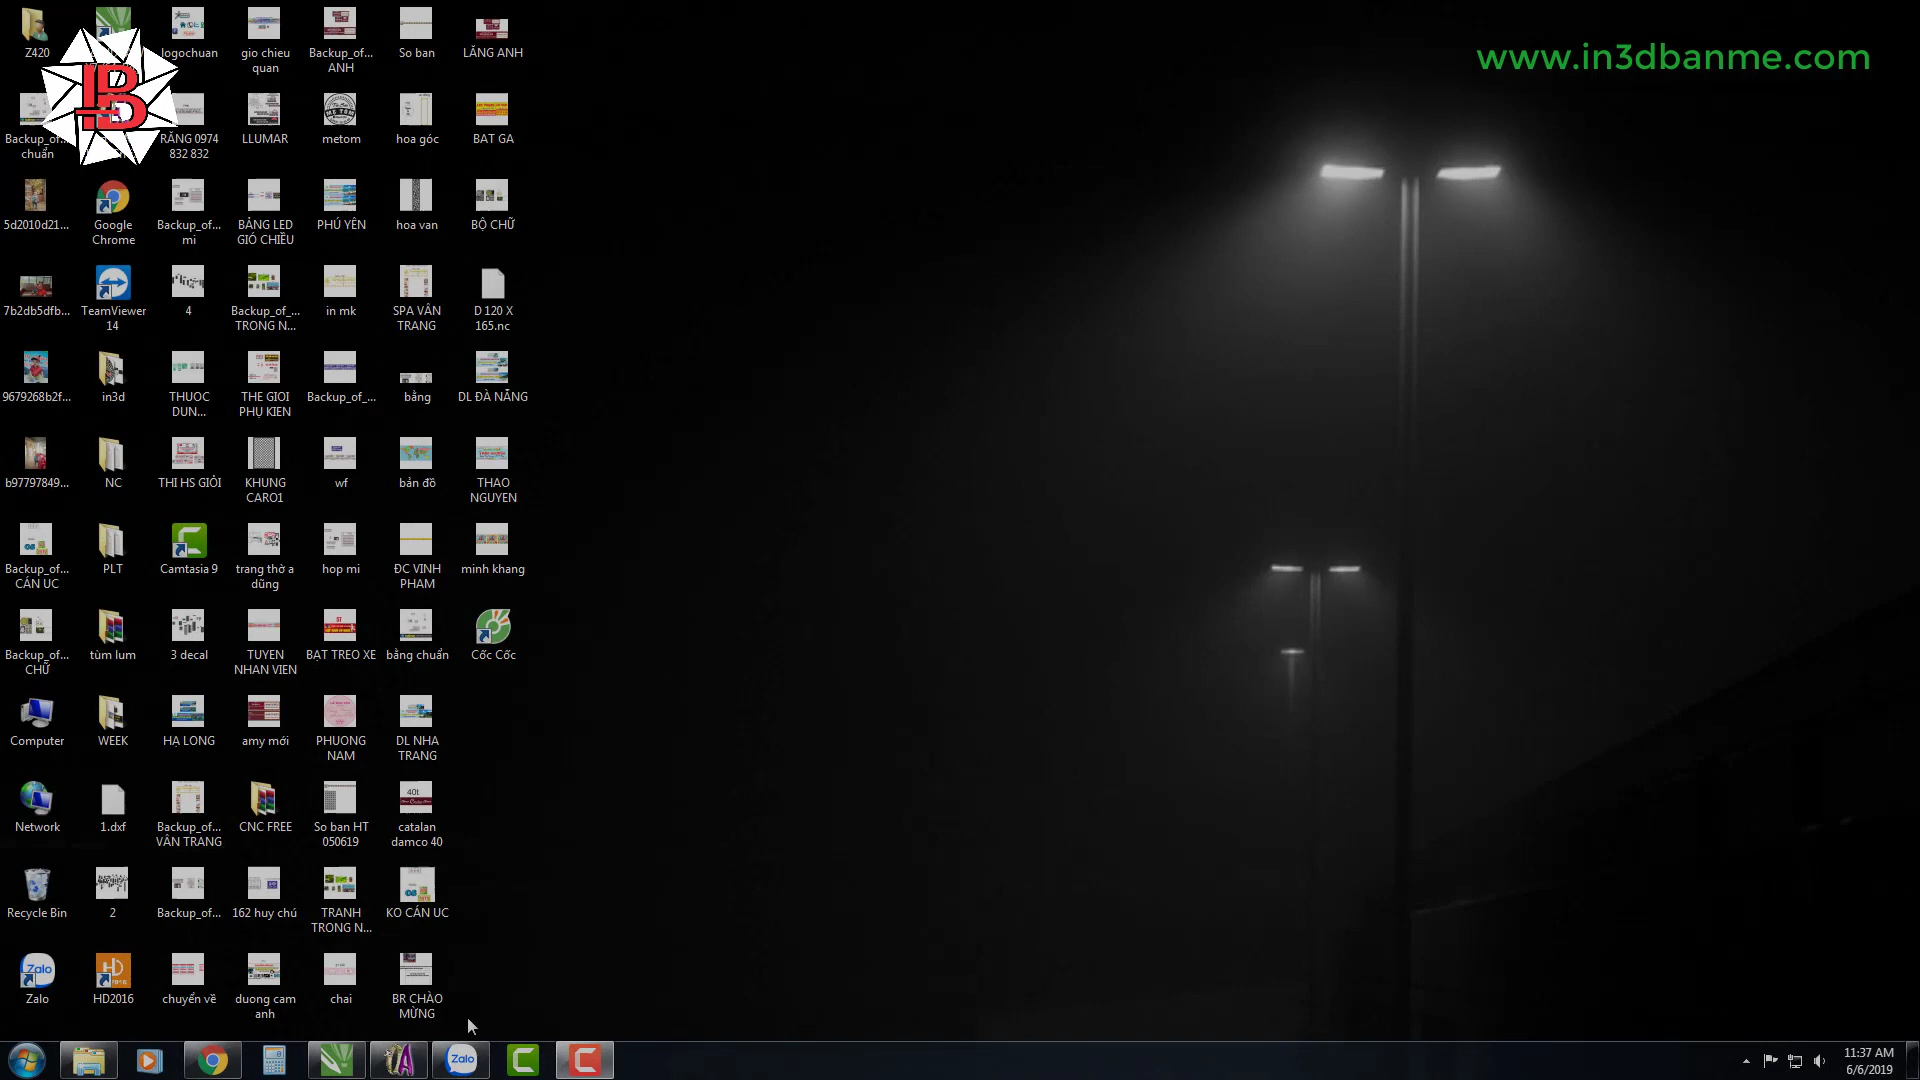 Z420
logochuan
gio chieu
quan
Backup_of...
ANH
So ban
LĂNG ANH
www.in3dbanme.com
B
Backup_of...
chuẩn
RĂNG 0974
832 832
LLUMAR
metom
hoa góc
BAT GA
5d2010d21...
Google
Chrome
Backup_of...
mi
BẢNG LED
GIÓ CHIỀU
PHÚ YÊN
hoa van
BỘ CHỮ
7b2db5dfb...
TeamViewer
14
4
Backup_of_...
TRONG N...
in mk
SPA VÂN
TRANG
D 120 X
165.nc
9679268b2f...
in3d
THUOC
DUN...
THE GIOI
PHỤ KIEN
Backup_of_...
bằng
DL ĐÀ NẴNG
b97797849...
NC
THI HS GIỎI
KHUNG
CARO1
wf
bản đồ
THAO
NGUYEN
Backup_of...
CÁN UC
PLT
Camtasia 9
trang thờ a
dũng
hop mi
ĐC VINH
PHAM
minh khang
Backup_of...
CHỮ
tùm lum
3 decal
TUYEN
NHAN VIEN
BẠT TREO XE
bằng chuẩn
Cốc Cốc
Computer
WEEK
HẠ LONG
amy mới
PHUONG
NAM
DL NHA
TRANG
Network
1.dxf
Backup_of...
VÂN TRANG
CNC FREE
So ban HT
050619
40t
catalan
damco 40
Recycle Bin
2
Backup_of...
162 huy chú
TRANH
TRONG N...
KO CÁN UC
Zalo
Zalo
HD2016
chuyển về
duong cam
anh
chai
BR CHÀO
MỪNG
Zalo
11:37 AM
6/6/2019